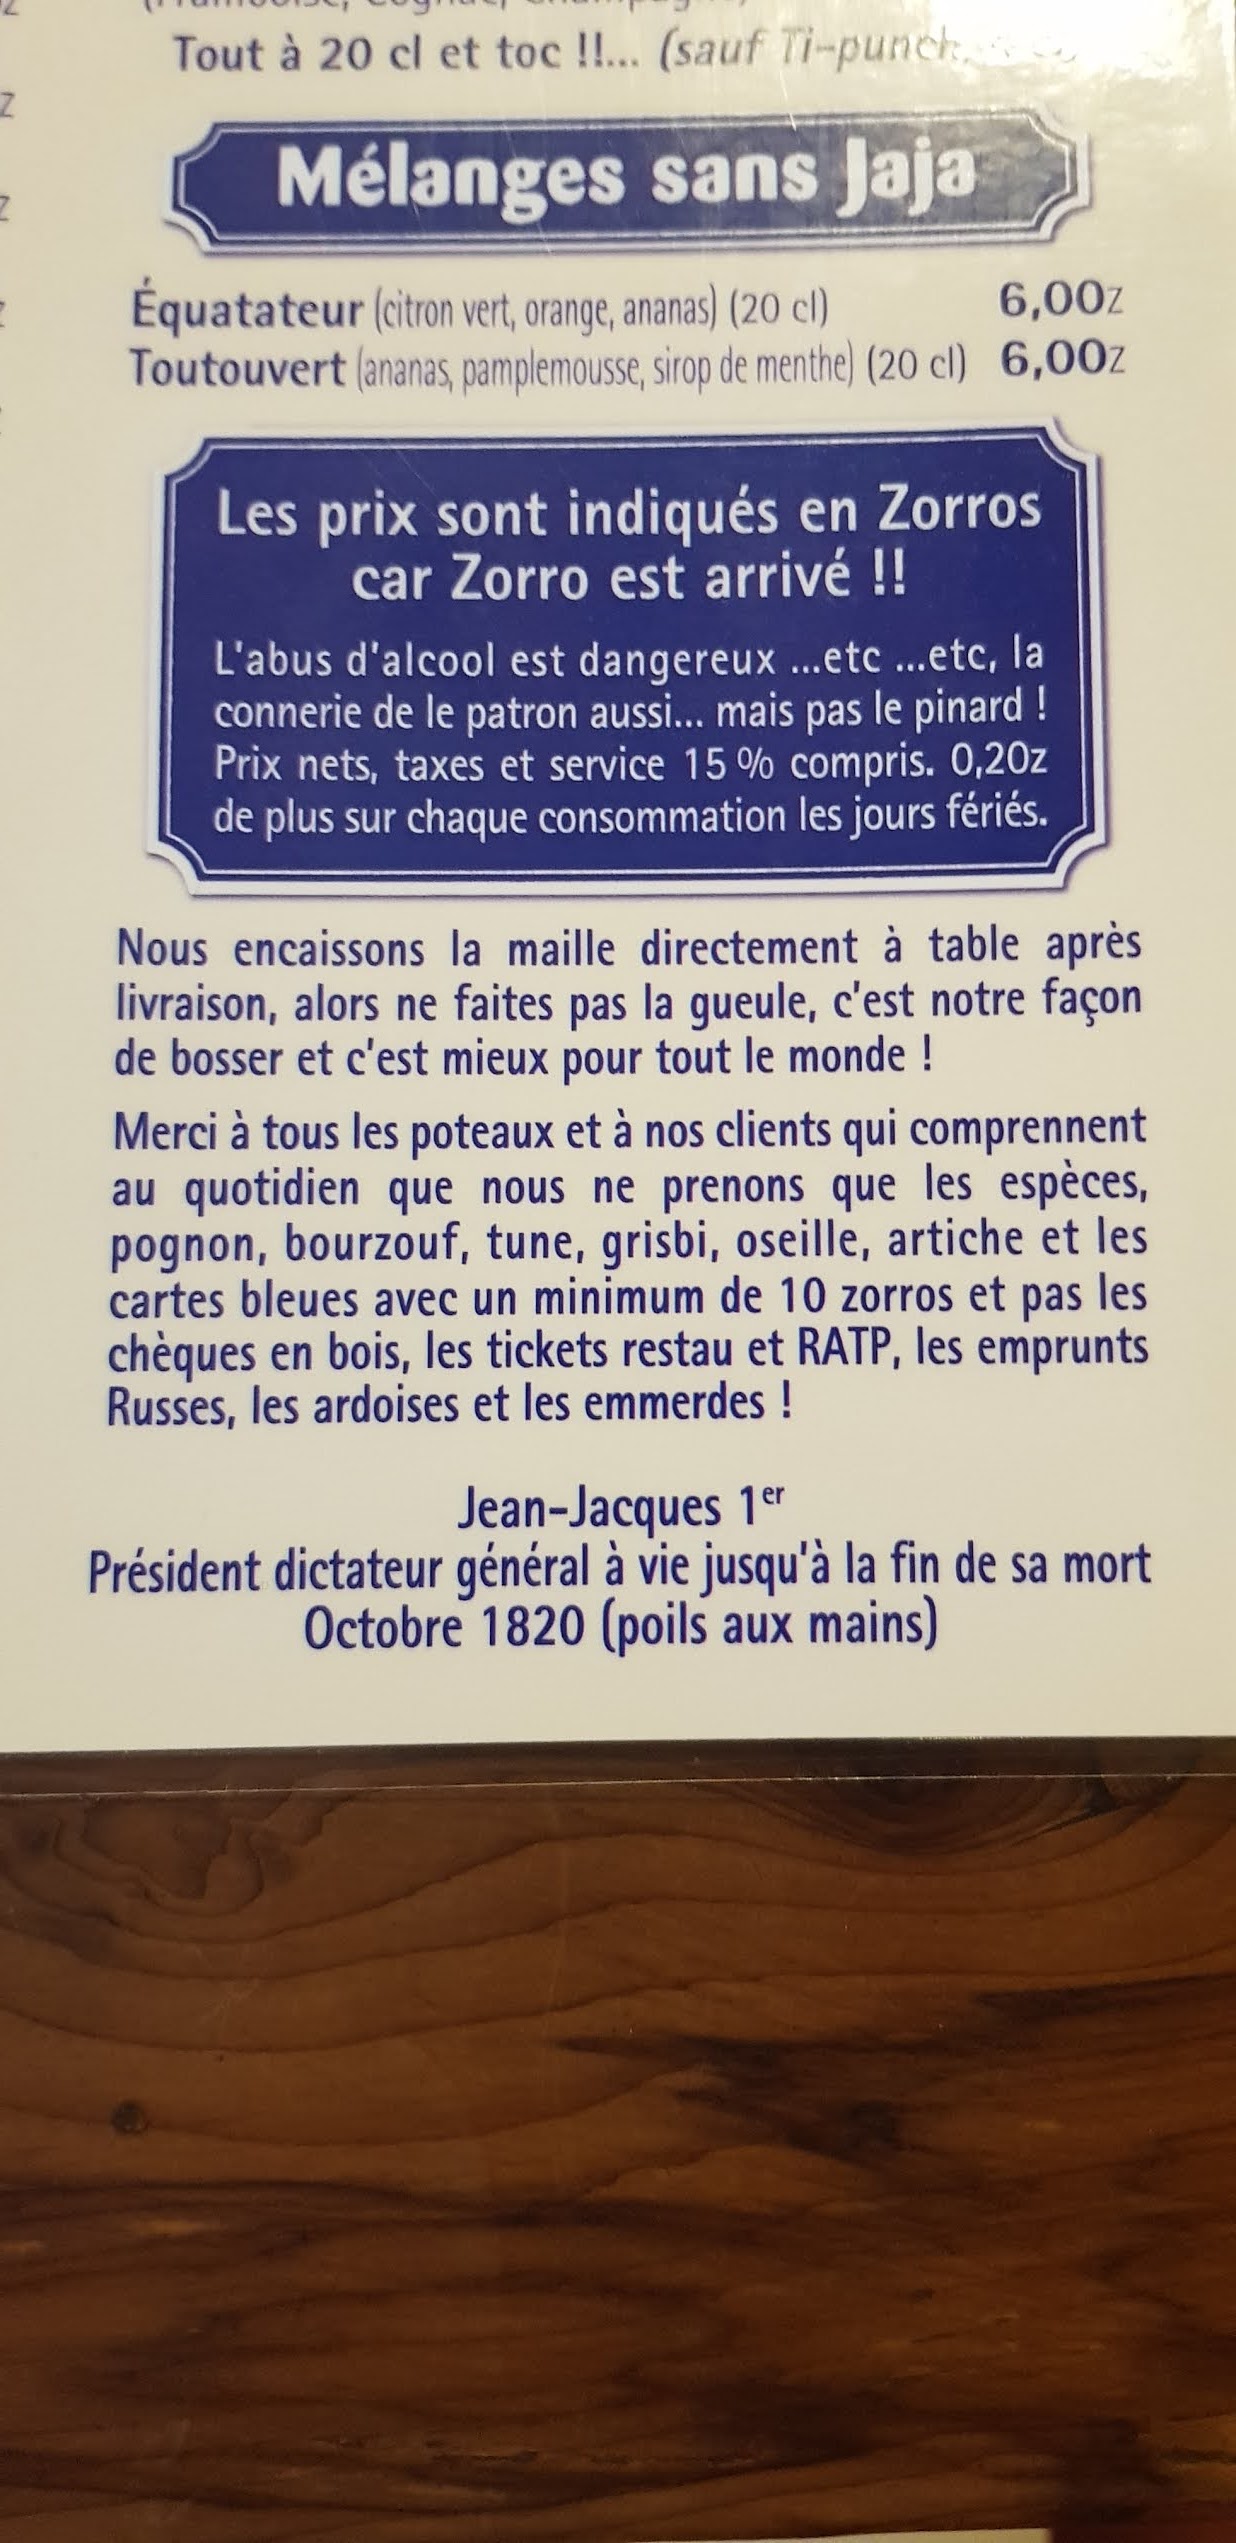 Tout à 20 cl et toc !!... (sauf Ti-punch,
Mélanges sans Jaja
Équatateur (citron vert, orange, ananas) (20 cl) 6,00z
Toutouvert (ananas, pamplemousse, sirop de menthe) (20 cl) 6,00z
Les prix sont indiqués en Zorros
car Zorro est arrivé !!
L'abus d'alcool est dangereux ...etc ...etc, la
connerie de le patron aussi... mais pas le pinard !
Prix nets, taxes et service 15 % compris. 0,20z
de plus sur chaque consommation les jours fériés.
Nous encaissons la maille directement à table après
livraison, alors ne faites pas la gueule, c'est notre façon
de bosser et c'est mieux pour tout le monde !
Merci à tous les poteaux et à nos clients qui comprennent
au quotidien que nous ne prenons que les espèces,
pognon, bourzouf, tune, grisbi, oseille, artiche et les
cartes bleues avec un minimum de 10 zorros et pas les
chèques en bois, les tickets restau et RATP, les emprunts
Russes, les ardoises et les emmerdes !
Jean-Jacques 1er
Président dictateur général à vie jusqu'à la fin de sa mort
Octobre 1820 (poils aux mains)